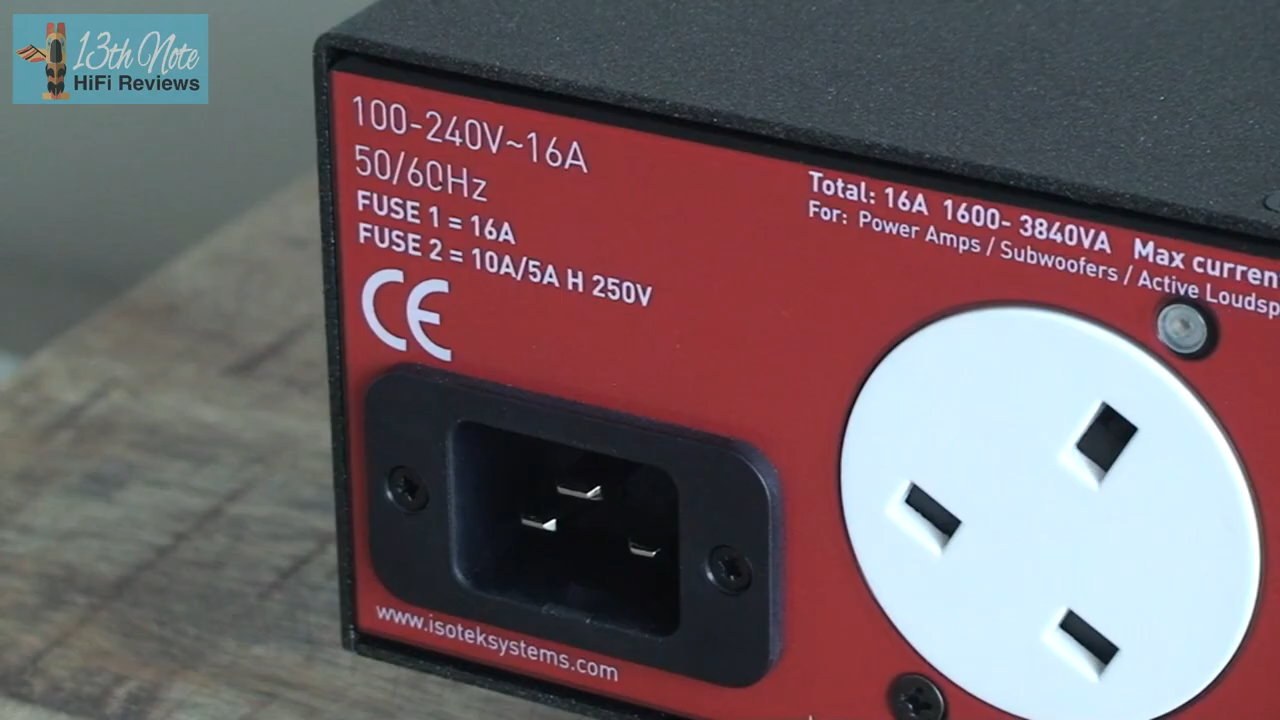 13th Note
HiFi Reviews
100-240V~16A
50/60Hz
FUSE 1 = 16A
FUSE 2 = 10A/5A H 250V
CE
Total: 16A 1600- 3840VA Max curren
For: Power Amps / Subwoofers / Active Loudsp
www.isoteksystems.com